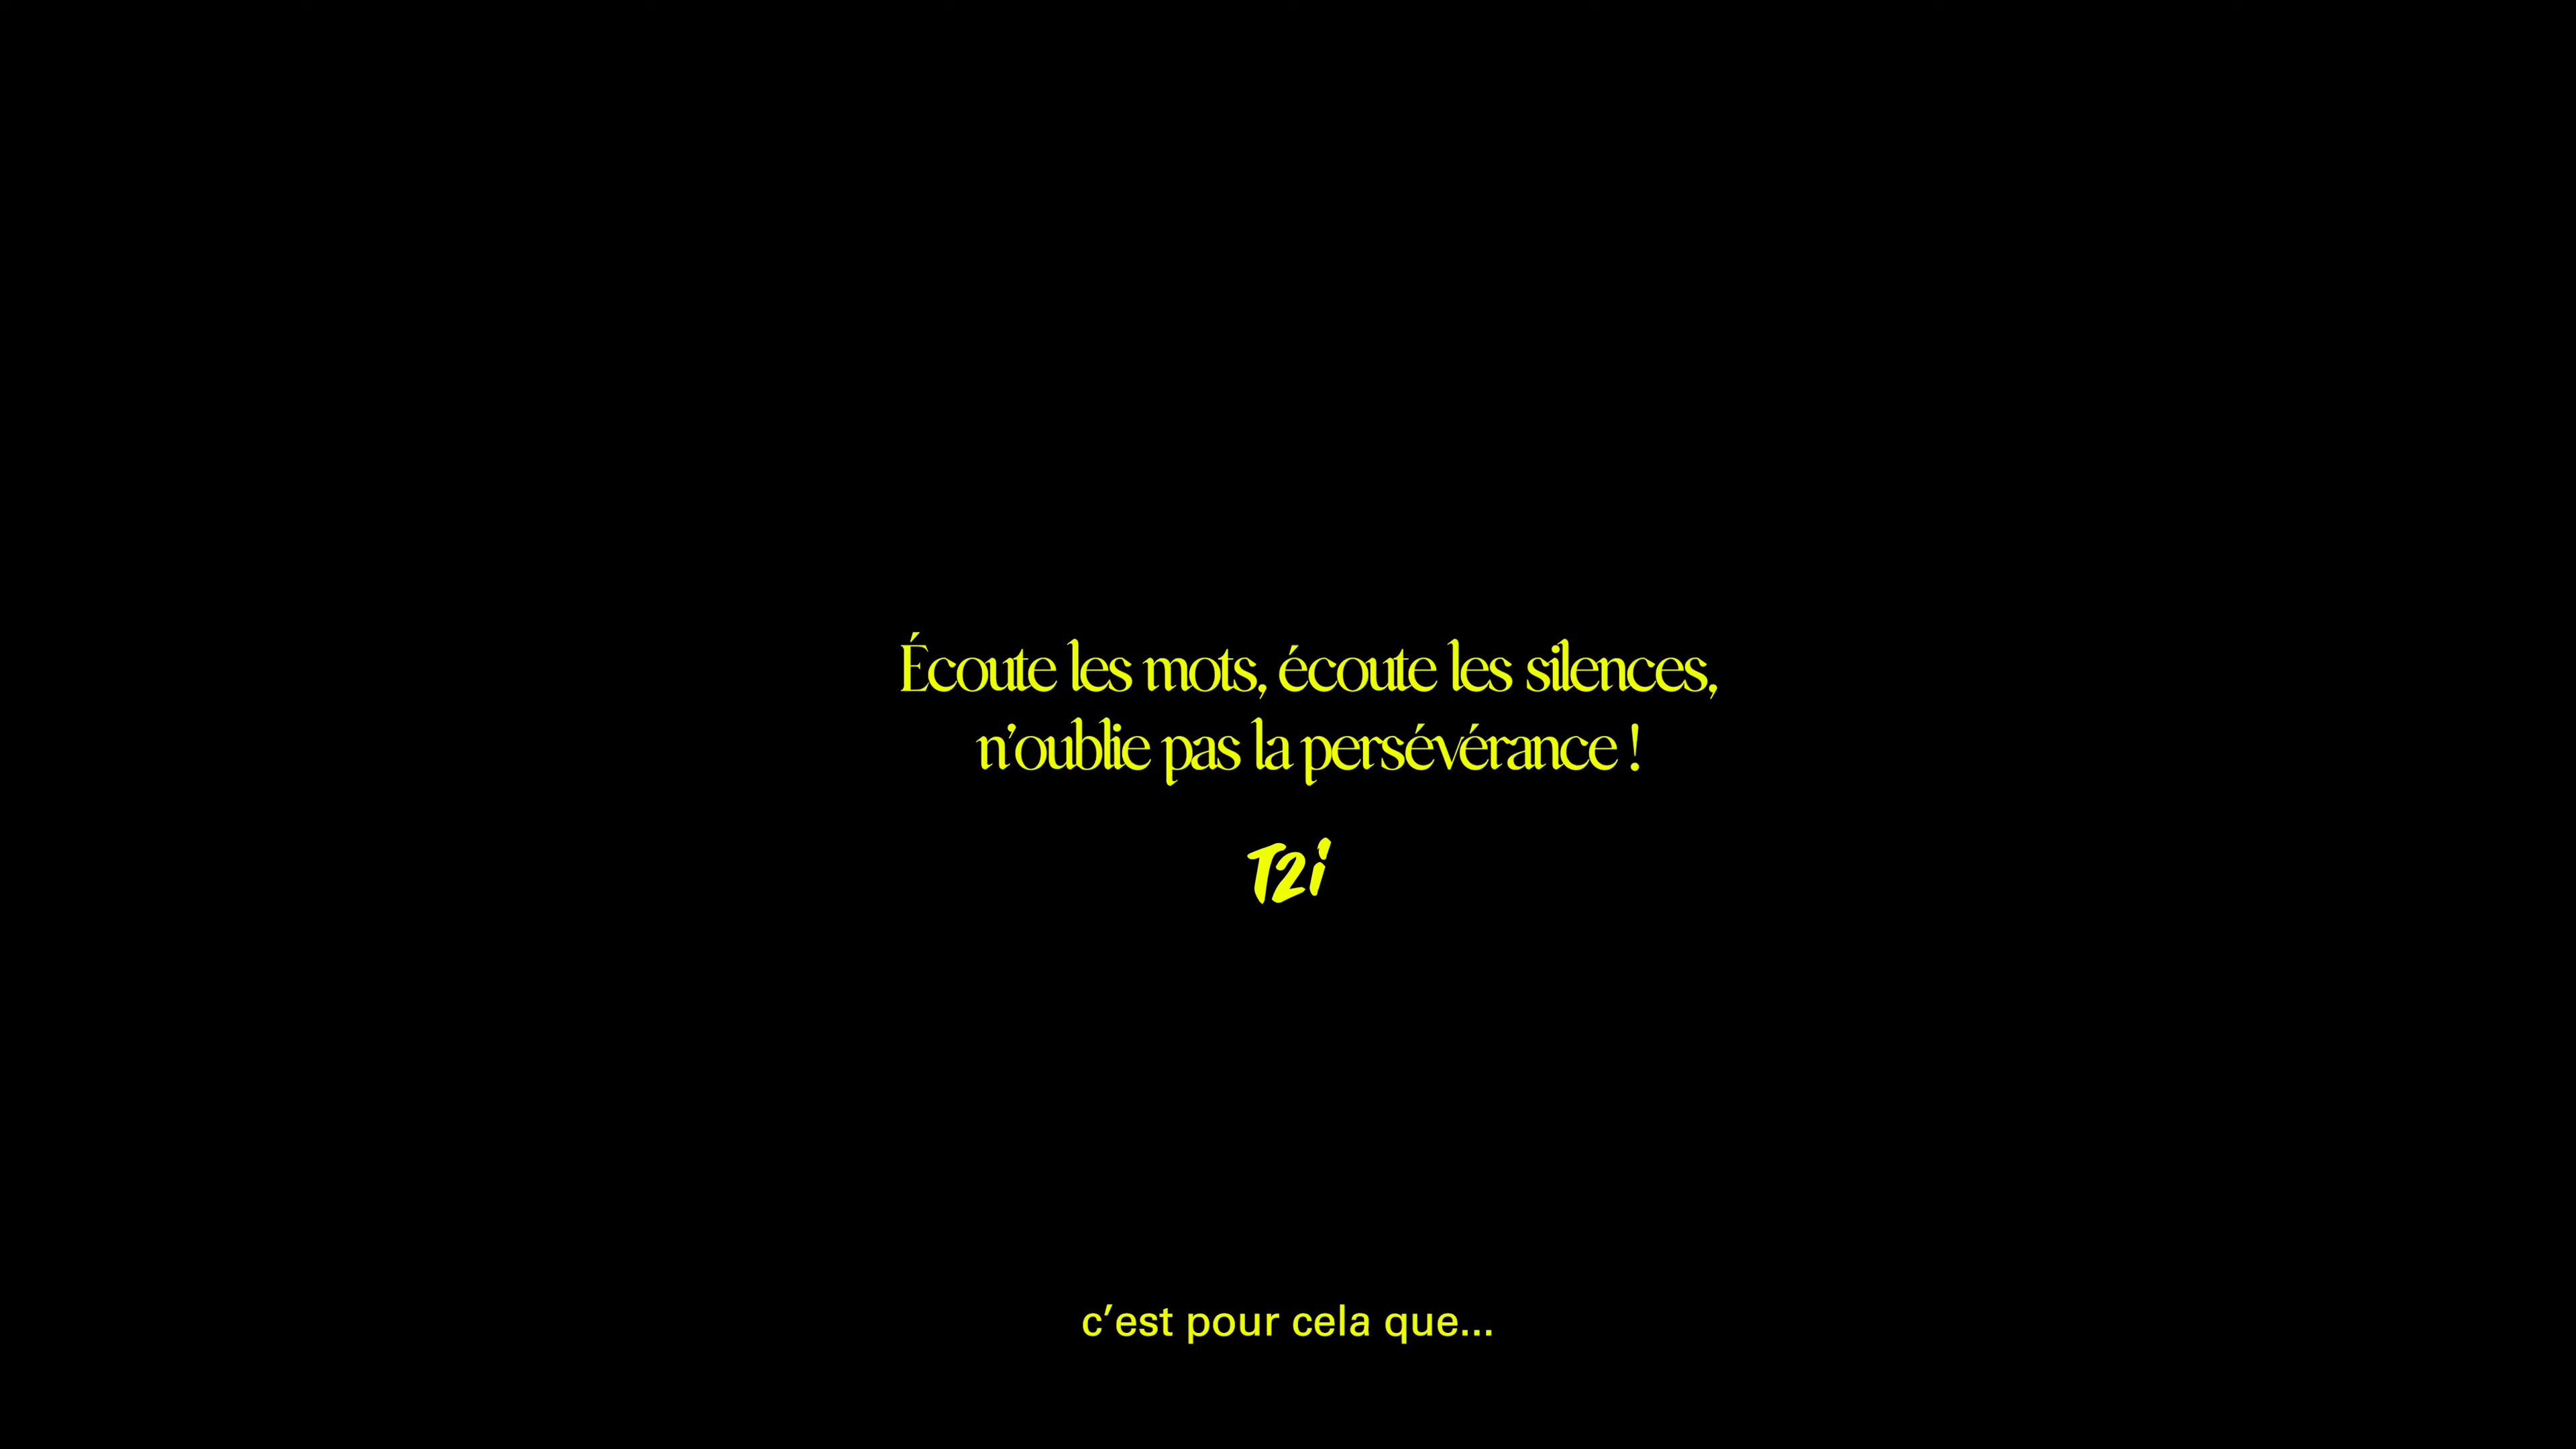 Écoute les mots, écoute les silences,
n’oublie pas la persévérance !
T2i
c’est pour cela que...